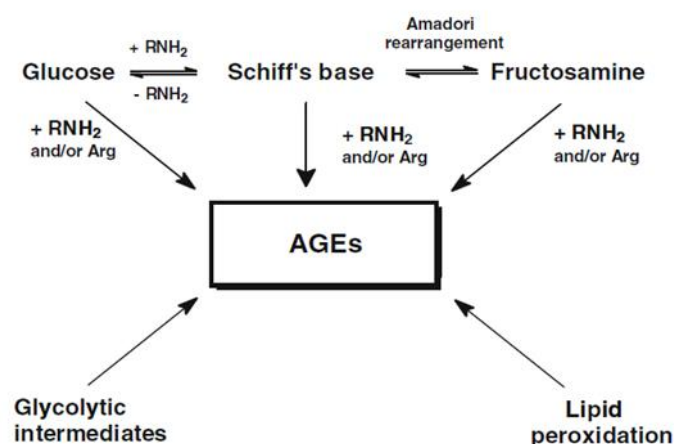 Amadori
rearrangement
+ RNH₂
Glucose
Schiff's base
Fructosamine
- RNH₂
+ RNH₂
and/or Arg
+ RNH₂
and/or Arg
+ RNH₂
and/or Arg
AGEs
Glycolytic
intermediates
Lipid
peroxidation